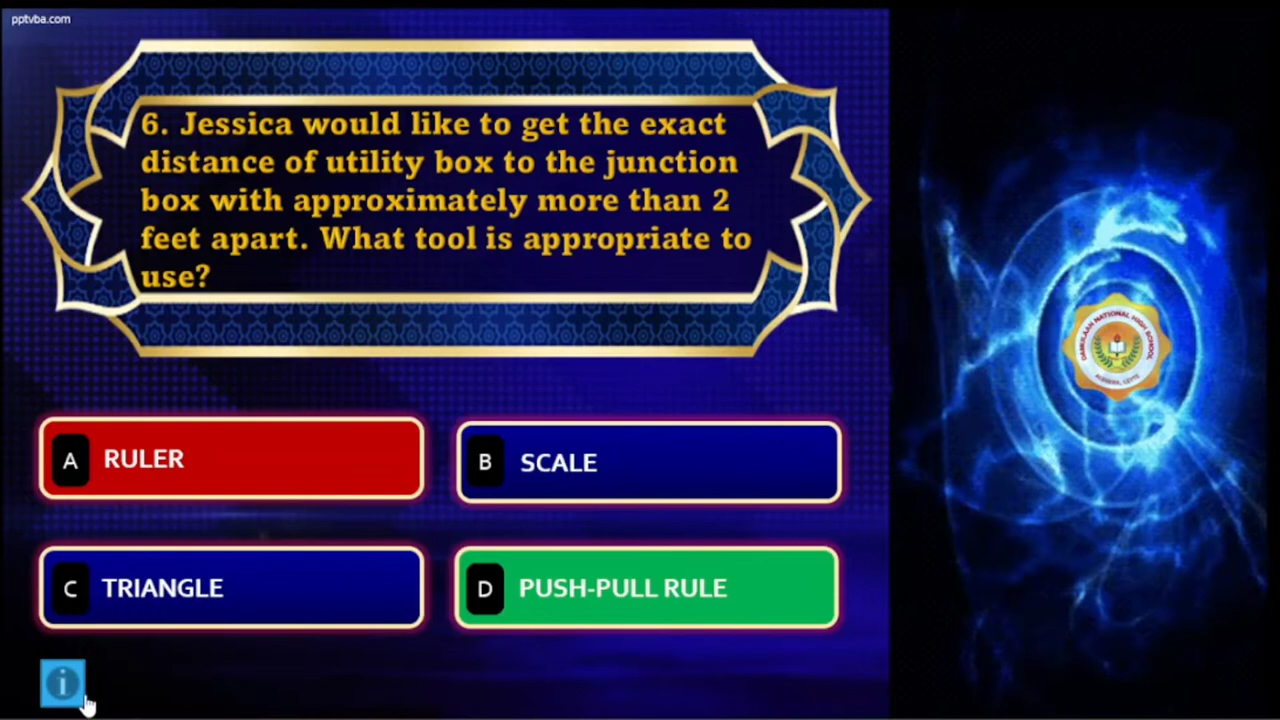 pptvba.com
6. Jessica would like to get the exact
distance of utility box to the junction
box with approximately more than 2
feet apart. What tool is appropriate to
use?
A RULER
B SCALE
C TRIANGLE
D PUSH-PULL RULE
i